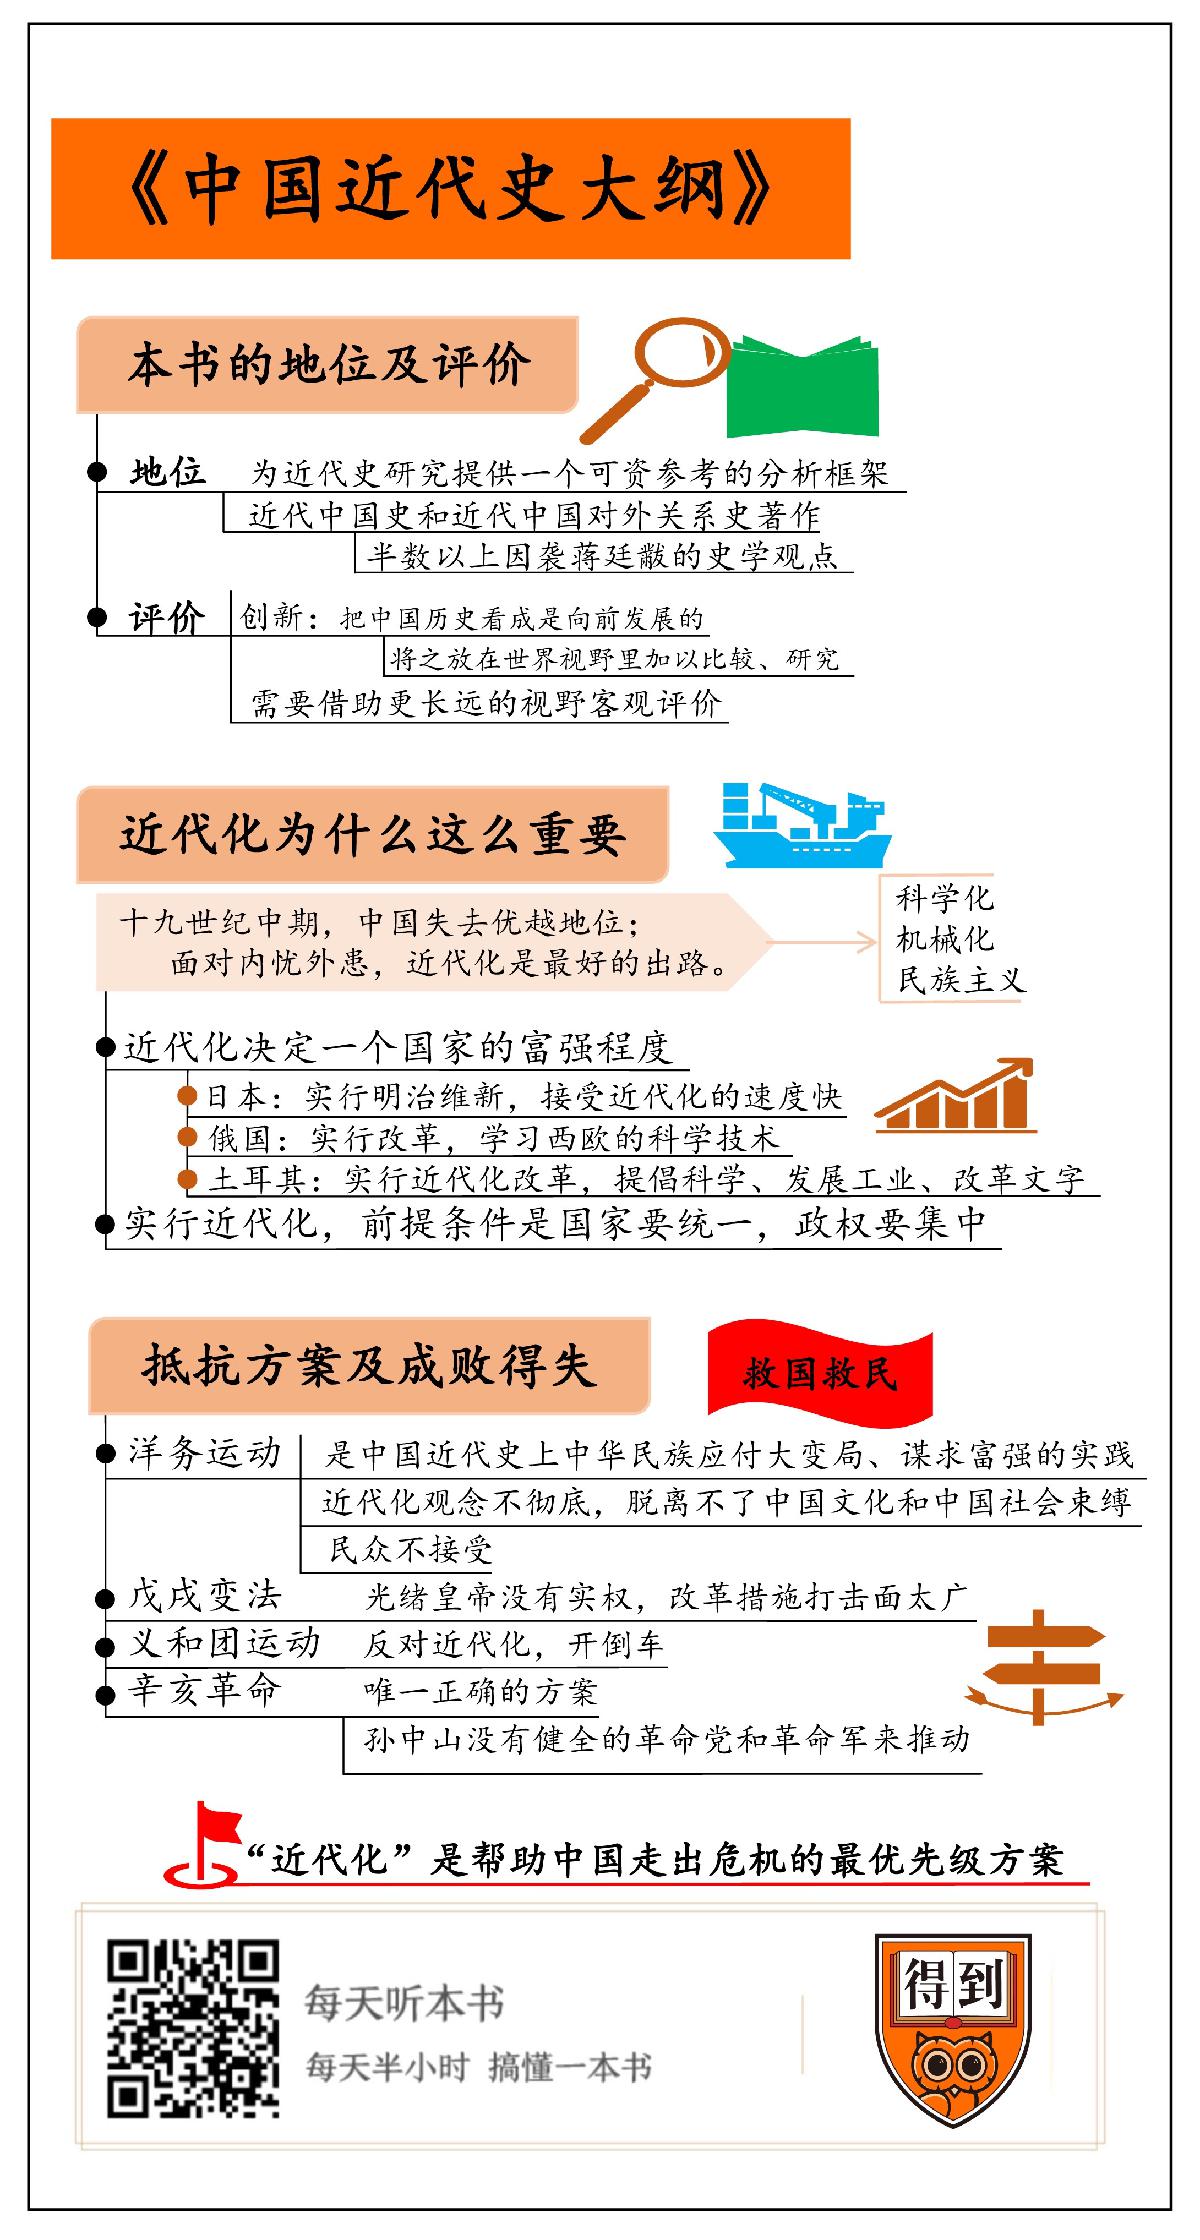 《中国近代史大纲》
本书的地位及评价
地位 为近代史研究提供一个可资参考的分析框架
近代中国史和近代中国对外关系史著作
半数以上因袭蒋廷黻的史学观点
评价 创新：把中国历史看成是向前发展的
将之放在世界视野里加以比较、研究
需要借助更长远的视野客观评价
近代化为什么这么重要
十九世纪中期，中国失去优越地位；
面对内忧外患，近代化是最好的出路。
科学化
机械化
民族主义
近代化决定一个国家的富强程度
日本：实行明治维新，接受近代化的速度快
俄国：实行改革，学习西欧的科学技术
土耳其：实行近代化改革，提倡科学、发展工业、改革文字
实行近代化，前提条件是国家要统一，政权要集中
抵抗方案及成败得失
救国救民
洋务运动 是中国近代史上中华民族应付大变局、谋求富强的实践
近代化观念不彻底，脱离不了中国文化和中国社会束缚
民众不接受
戊戌变法 光绪皇帝没有实权，改革措施打击面太广
义和团运动 反对近代化，开倒车
辛亥革命 唯一正确的方案
孙中山没有健全的革命党和革命军来推动
“近代化”是帮助中国走出危机的最优先级方案
每天听本书
每天半小时 搞懂一本书
得到